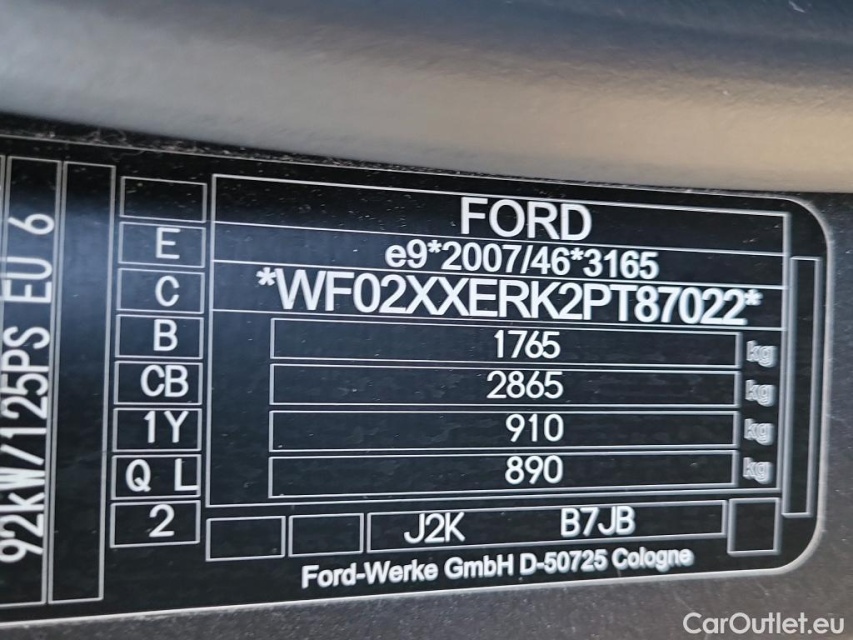 92kW/125PS EU 6
FORD
E e9*2007/46*3165
C *WF02XXERK2PT87022*
B 1765 kg
CB 2865 kg
1Y 910 kg
Q L 890 kg
2 J2K B7JB
Ford-Werke GmbH D-50725 Cologne
CarOutlet.eu